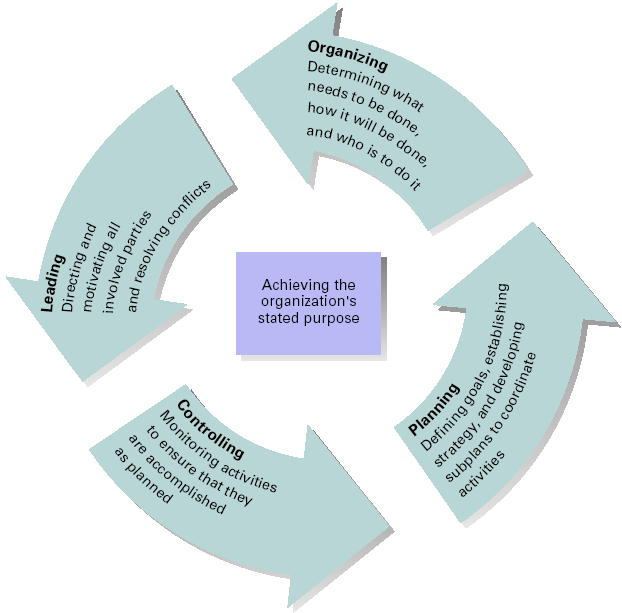 Organizing
Determining what
needs to be done,
how it will be done,
and who is to do it
Leading
Directing and
motivating all
involved parties
and resolving conflicts
Achieving the
organization's
stated purpose
Planning
Defining goals, establishing
strategy, and developing
subplans to coordinate
activities
Controlling
Monitoring activities
to ensure that they
are accomplished
as planned